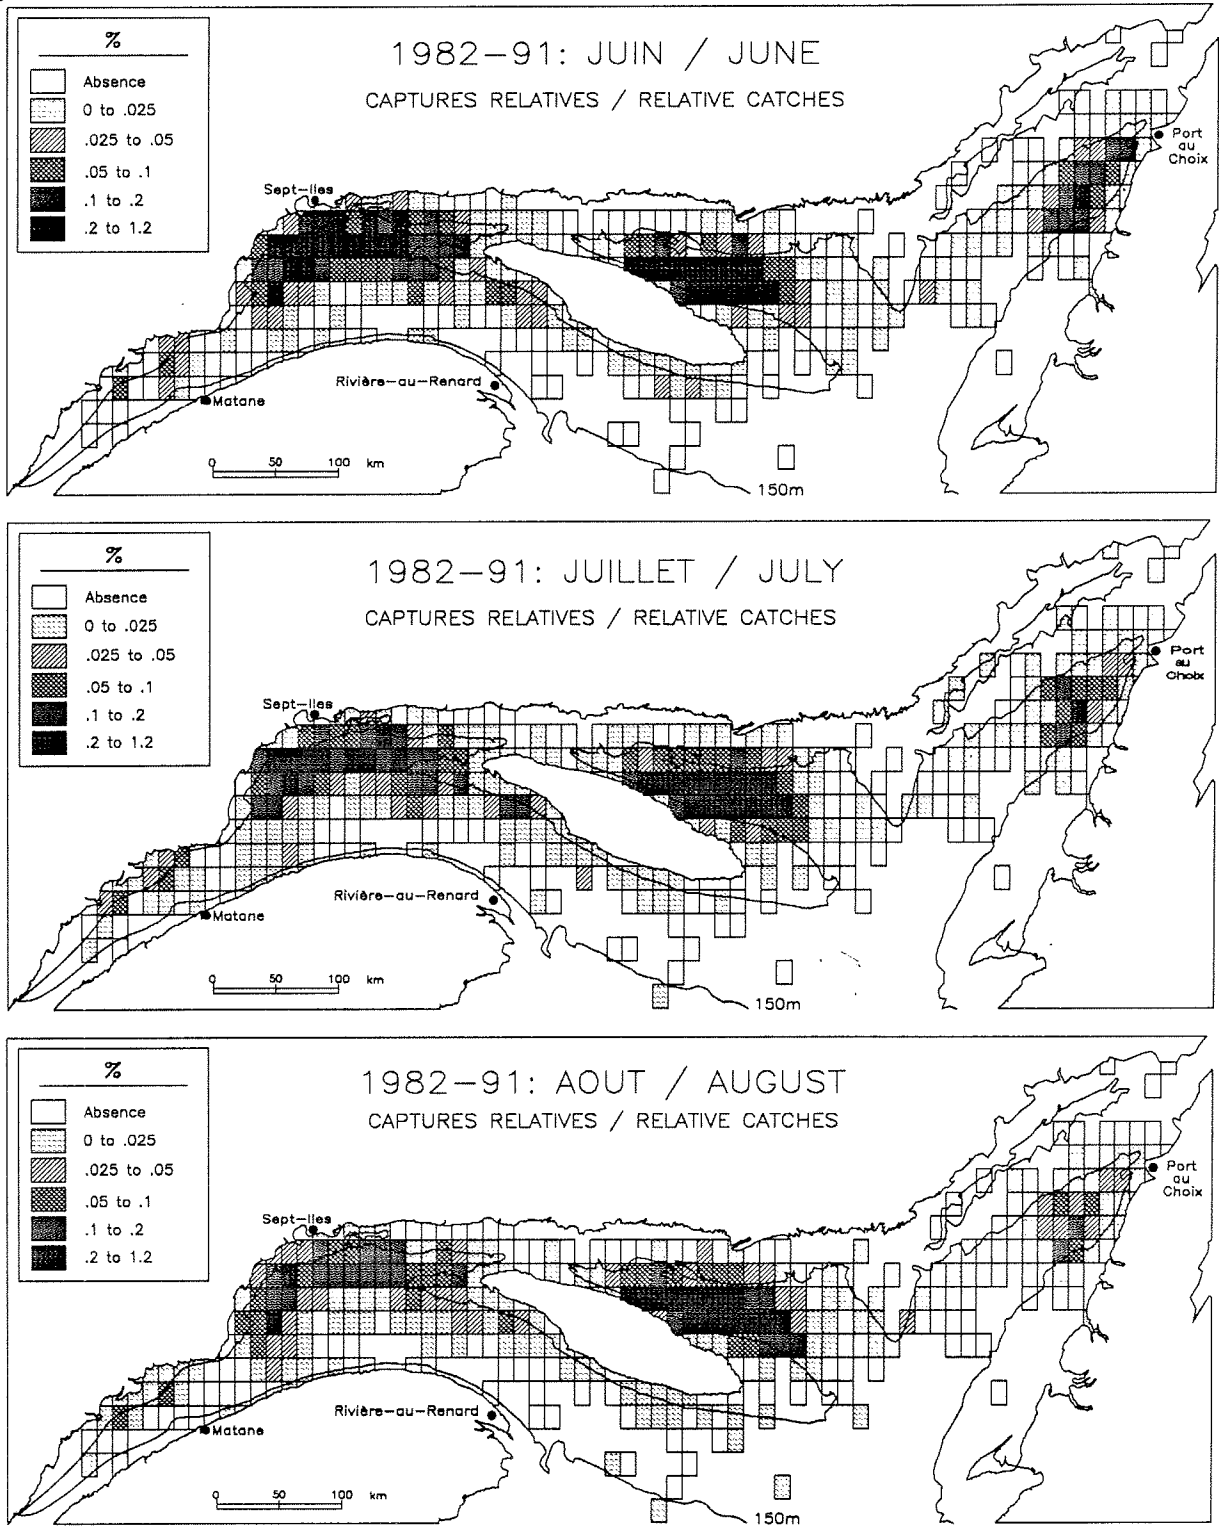 %
Absence
0 to .025
.025 to .05
.05 to .1
.1 to .2
.2 to 1.2
1982-91: JUIN / JUNE
CAPTURES RELATIVES / RELATIVE CATCHES
Sept-Iles
Port
au
Choix
Rivière-au-Renard
Matane
0 50 100 km
150m
%
Absence
0 to .025
.025 to .05
.05 to .1
.1 to .2
.2 to 1.2
1982-91: JUILLET / JULY
CAPTURES RELATIVES / RELATIVE CATCHES
Sept-Iles
Port
au
Choix
Rivière-au-Renard
Matane
0 50 100 km
150m
%
Absence
0 to .025
.025 to .05
.05 to .1
.1 to .2
.2 to 1.2
1982-91: AOUT / AUGUST
CAPTURES RELATIVES / RELATIVE CATCHES
Sept-Iles
Port
au
Choix
Rivière-au-Renard
Matane
0 50 100 km
150m